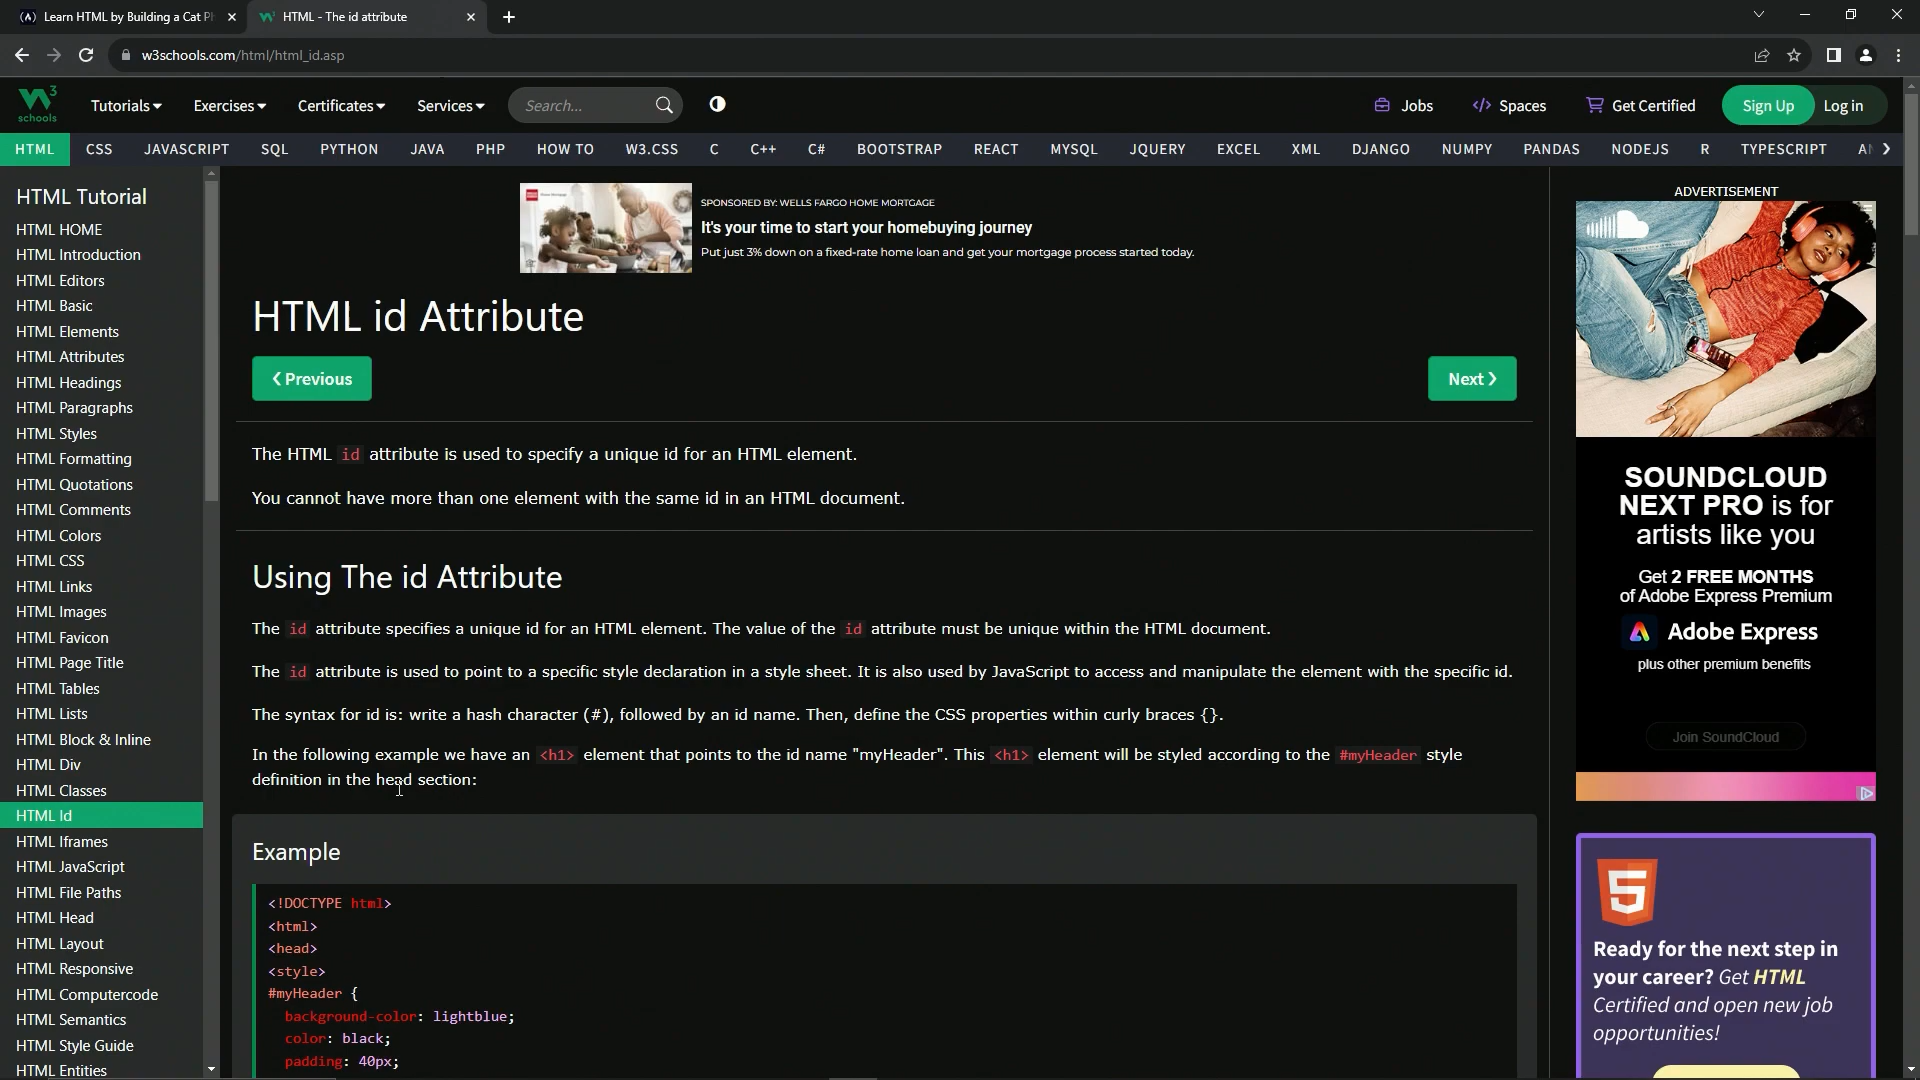 Learn HTML by Building a Cat Ph
HTML - The id attribute
w3schools.com/html/html_id.asp
W3
schools
Tutorials
Exercises
Certificates
Services
Search...
Jobs
Spaces
Get Certified
Sign Up
Log in
HTML CSS JAVASCRIPT SQL PYTHON JAVA PHP HOW TO W3.CSS C C++ C# BOOTSTRAP REACT MYSQL JQUERY EXCEL XML DJANGO NUMPY PANDAS NODEJS R TYPESCRIPT
HTML Tutorial
HTML HOME
HTML Introduction
HTML Editors
HTML Basic
HTML Elements
HTML Attributes
HTML Headings
HTML Paragraphs
HTML Styles
HTML Formatting
HTML Quotations
HTML Comments
HTML Colors
HTML CSS
HTML Links
HTML Images
HTML Favicon
HTML Page Title
HTML Tables
HTML Lists
HTML Block & Inline
HTML Div
HTML Classes
HTML Id
HTML Iframes
HTML JavaScript
HTML File Paths
HTML Head
HTML Layout
HTML Responsive
HTML Computercode
HTML Semantics
HTML Style Guide
HTML Entities
SPONSORED BY: WELLS FARGO HOME MORTGAGE
It's your time to start your homebuying journey
Put just 3% down on a fixed-rate home loan and get your mortgage process started today.
HTML id Attribute
❮ Previous
Next ❯
The HTML id attribute is used to specify a unique id for an HTML element.
You cannot have more than one element with the same id in an HTML document.
Using The id Attribute
The id attribute specifies a unique id for an HTML element. The value of the id attribute must be unique within the HTML document.
The id attribute is used to point to a specific style declaration in a style sheet. It is also used by JavaScript to access and manipulate the element with the specific id.
The syntax for id is: write a hash character (#), followed by an id name. Then, define the CSS properties within curly braces {}.
In the following example we have an <h1> element that points to the id name "myHeader". This <h1> element will be styled according to the #myHeader style
definition in the head section:
Example
<!DOCTYPE html>
<html>
<head>
<style>
#myHeader {
background-color: lightblue;
color: black;
padding: 40px;
ADVERTISEMENT
SOUNDCLOUD
NEXT PRO is for
artists like you
Get 2 FREE MONTHS
of Adobe Express Premium
Adobe Express
plus other premium benefits
Join SoundCloud
5
Ready for the next step in
your career? Get HTML
Certified and open new job
opportunities!